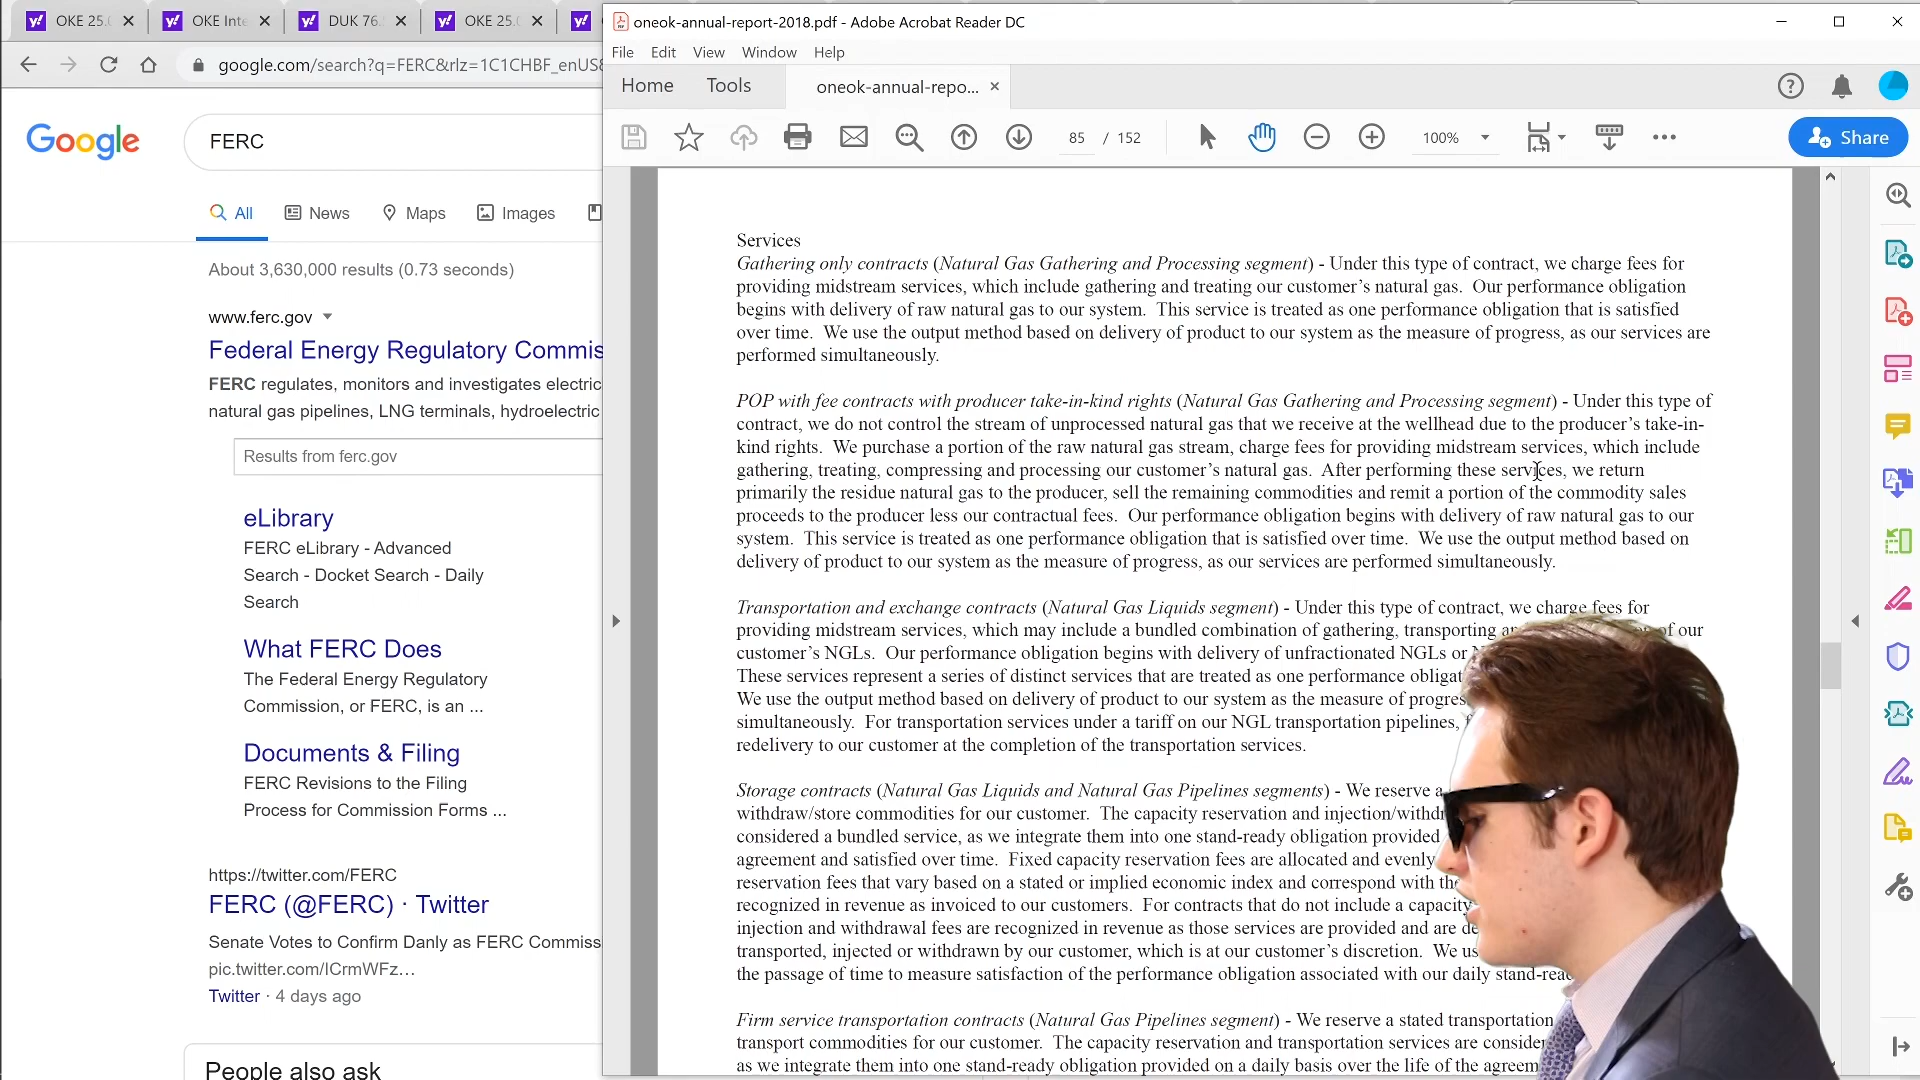 OKE 25.
OKE Inte
DUK 76.
OKE 25.0
oneok-annual-report-2018.pdf - Adobe Acrobat Reader DC
File Edit View Window Help
google.com/search?q=FERC&rlz=1C1CHBF_enUS
Home Tools oneok-annual-repo...
85 / 152
100%
Share
Google
FERC
All News Maps Images
About 3,630,000 results (0.73 seconds)
www.ferc.gov
Federal Energy Regulatory Commis
FERC regulates, monitors and investigates electric
natural gas pipelines, LNG terminals, hydroelectric
Results from ferc.gov
eLibrary
FERC eLibrary - Advanced
Search - Docket Search - Daily
Search
What FERC Does
The Federal Energy Regulatory
Commission, or FERC, is an ...
Documents & Filing
FERC Revisions to the Filing
Process for Commission Forms ...
https://twitter.com/FERC
FERC (@FERC) · Twitter
Senate Votes to Confirm Danly as FERC Commiss
pic.twitter.com/ICrmWFz…
Twitter · 4 days ago
People also ask
Services
Gathering only contracts (Natural Gas Gathering and Processing segment) - Under this type of contract, we charge fees for
providing midstream services, which include gathering and treating our customer’s natural gas. Our performance obligation
begins with delivery of raw natural gas to our system. This service is treated as one performance obligation that is satisfied
over time. We use the output method based on delivery of product to our system as the measure of progress, as our services are
performed simultaneously.
POP with fee contracts with producer take-in-kind rights (Natural Gas Gathering and Processing segment) - Under this type of
contract, we do not control the stream of unprocessed natural gas that we receive at the wellhead due to the producer’s take-in-
kind rights. We purchase a portion of the raw natural gas stream, charge fees for providing midstream services, which include
gathering, treating, compressing and processing our customer’s natural gas. After performing these services, we return
primarily the residue natural gas to the producer, sell the remaining commodities and remit a portion of the commodity sales
proceeds to the producer less our contractual fees. Our performance obligation begins with delivery of raw natural gas to our
system. This service is treated as one performance obligation that is satisfied over time. We use the output method based on
delivery of product to our system as the measure of progress, as our services are performed simultaneously.
Transportation and exchange contracts (Natural Gas Liquids segment) - Under this type of contract, we charge fees for
providing midstream services, which may include a bundled combination of gathering, transporting of our
customer’s NGLs. Our performance obligation begins with delivery of unfractionated NGLs or
These services represent a series of distinct services that are treated as one performance obligat
We use the output method based on delivery of product to our system as the measure of progres
simultaneously. For transportation services under a tariff on our NGL transportation pipelines,
redelivery to our customer at the completion of the transportation services.
Storage contracts (Natural Gas Liquids and Natural Gas Pipelines segments) - We reserve a
withdraw/store commodities for our customer. The capacity reservation and injection/withdr
considered a bundled service, as we integrate them into one stand-ready obligation provided
agreement and satisfied over time. Fixed capacity reservation fees are allocated and evenly
reservation fees that vary based on a stated or implied economic index and correspond with the
recognized in revenue as invoiced to our customers. For contracts that do not include a capacity
injection and withdrawal fees are recognized in revenue as those services are provided and are de
transported, injected or withdrawn by our customer, which is at our customer’s discretion. We us
the passage of time to measure satisfaction of the performance obligation associated with our daily stand-rea
Firm service transportation contracts (Natural Gas Pipelines segment) - We reserve a stated transportation
transport commodities for our customer. The capacity reservation and transportation services are conside
as we integrate them into one stand-ready obligation provided on a daily basis over the life of the agreem